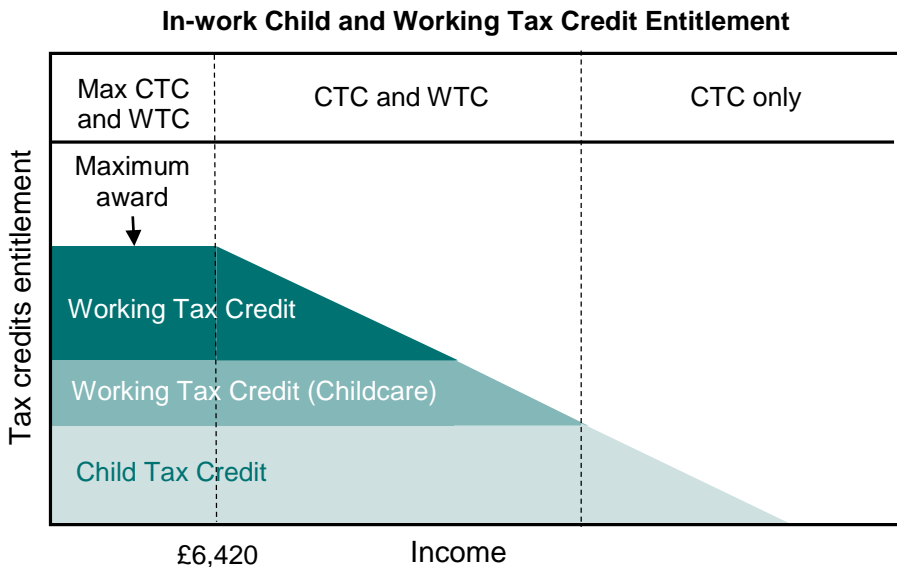 In-work Child and Working Tax Credit Entitlement
Max CTC
and WTC
CTC and WTC
CTC only
Maximum
award
Tax credits entitlement
Working Tax Credit
Working Tax Credit (Childcare)
Child Tax Credit
£6,420
Income